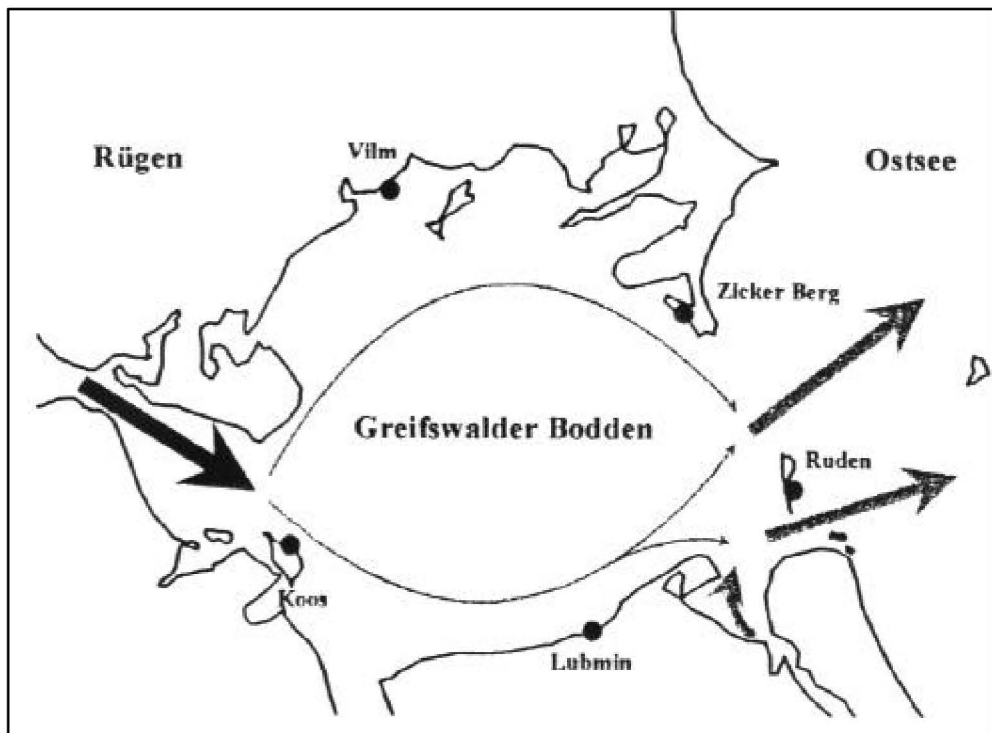 Vilm
Rügen
Ostsee
Zicker Berg
Greifswalder Bodden
Ruden
Koos
Lubmin